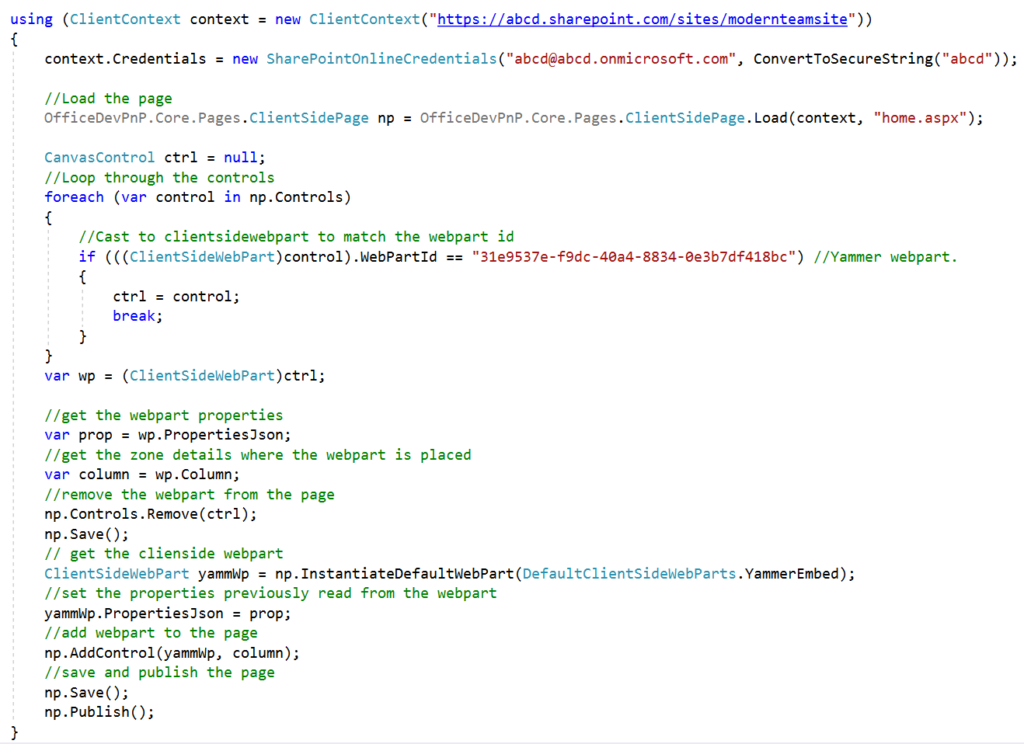 using (ClientContext context = new ClientContext("https://abcd.sharepoint.com/sites/modernteamsite"))
{
context.Credentials = new SharePointOnlineCredentials("abcd@abcd.onmicrosoft.com", ConvertToSecureString("abcd"));
//Load the page
OfficeDevPnP.Core.Pages.ClientSidePage np = OfficeDevPnP.Core.Pages.ClientSidePage.Load(context, "home.aspx");
CanvasControl ctrl = null;
//Loop through the controls
foreach (var control in np.Controls)
{
//Cast to clientsidewebpart to match the webpart id
if (((ClientSideWebPart)control).WebPartId == "31e9537e-f9dc-40a4-8834-0e3b7df418bc") //Yammer webpart.
{
ctrl = control;
break;
}
}
var wp = (ClientSideWebPart)ctrl;
//get the webpart properties
var prop = wp.PropertiesJson;
//get the zone details where the webpart is placed
var column = wp.Column;
//remove the webpart from the page
np.Controls.Remove(ctrl);
np.Save();
// get the clienside webpart
ClientSideWebPart yammWp = np.InstantiateDefaultWebPart(DefaultClientSideWebParts.YammerEmbed);
//set the properties previously read from the webpart
yammWp.PropertiesJson = prop;
//add webpart to the page
np.AddControl(yammWp, column);
//save and publish the page
np.Save();
np.Publish();
}